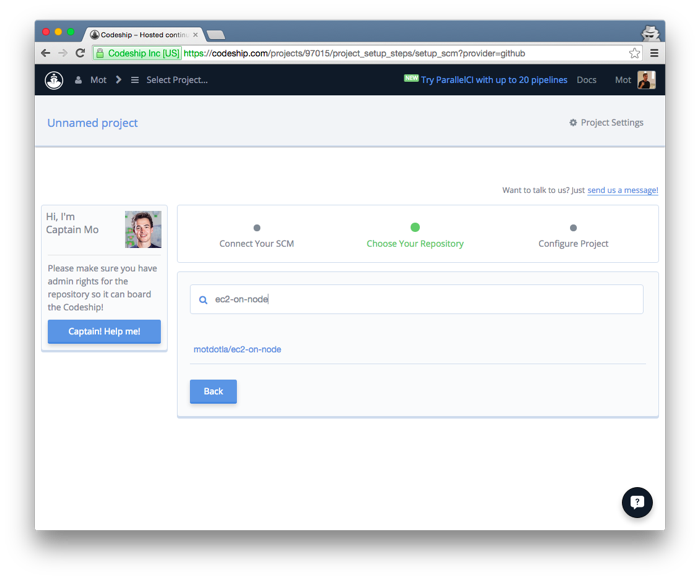 Codeship – Hosted contin
Codeship Inc [US] https://codeship.com/projects/97015/project_setup_steps/setup_scm?provider=github
Mot Select Project... NEW Try ParallelCI with up to 20 pipelines Docs Mot
Unnamed project Project Settings
Want to talk to us? Just send us a message!
Hi, I'm
Captain Mo
Connect Your SCM Choose Your Repository Configure Project
Please make sure you have
admin rights for the
repository so it can board
the Codeship!
Captain! Help me!
ec2-on-node
motdotla/ec2-on-node
Back